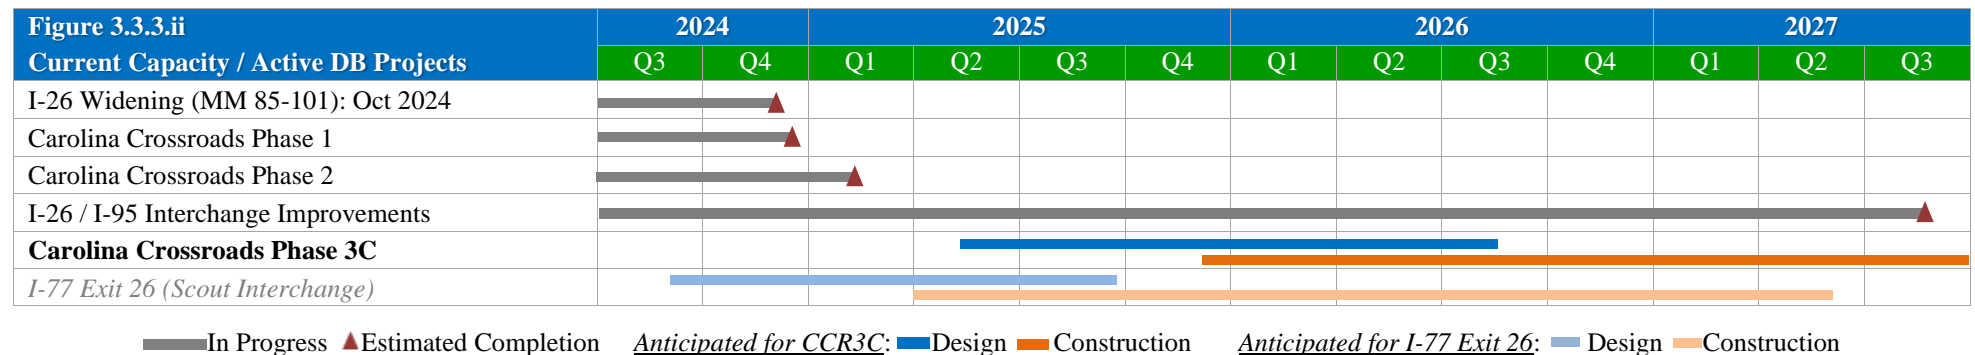 Figure 3.3.3.ii 2024 2025 2026 2027
Current Capacity / Active DB Projects Q3 Q4 Q1 Q2 Q3 Q4 Q1 Q2 Q3 Q4 Q1 Q2 Q3
I-26 Widening (MM 85-101): Oct 2024
Carolina Crossroads Phase 1
Carolina Crossroads Phase 2
I-26 / I-95 Interchange Improvements
Carolina Crossroads Phase 3C
I-77 Exit 26 (Scout Interchange)
In Progress Estimated Completion Anticipated for CCR3C: Design Construction Anticipated for I-77 Exit 26: Design Construction